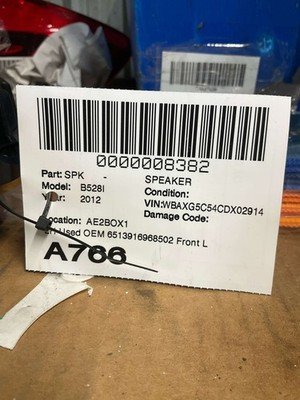 0000008382
Part: SPK - SPEAKER
Model: B528I Condition:
2012 VIN:WBAXG5C54CDX02914
Location: AE2BOX1 Damage Code:
Used OEM 6513916968502 Front L
A766